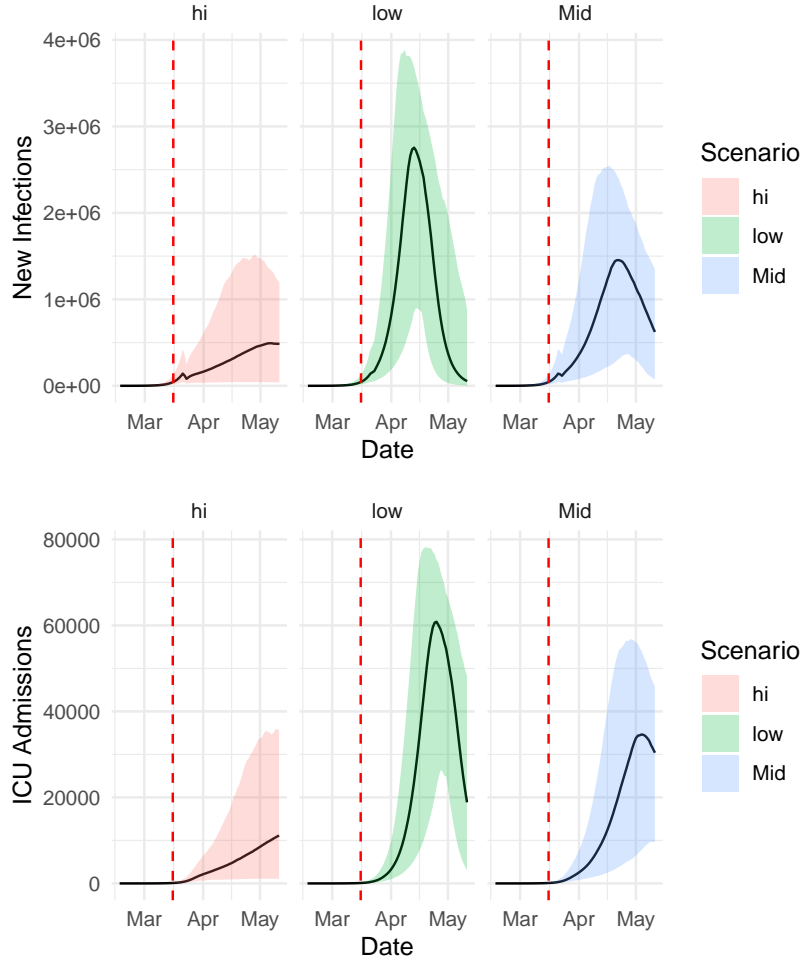 hi low Mid
4e+06
3e+06
2e+06
1e+06
0e+00
New Infections
Mar Apr May Mar Apr May Mar Apr May
Date
Scenario
hi
low
Mid
hi low Mid
80000
60000
40000
20000
0
ICU Admissions
Mar Apr May Mar Apr May Mar Apr May
Date
Scenario
hi
low
Mid